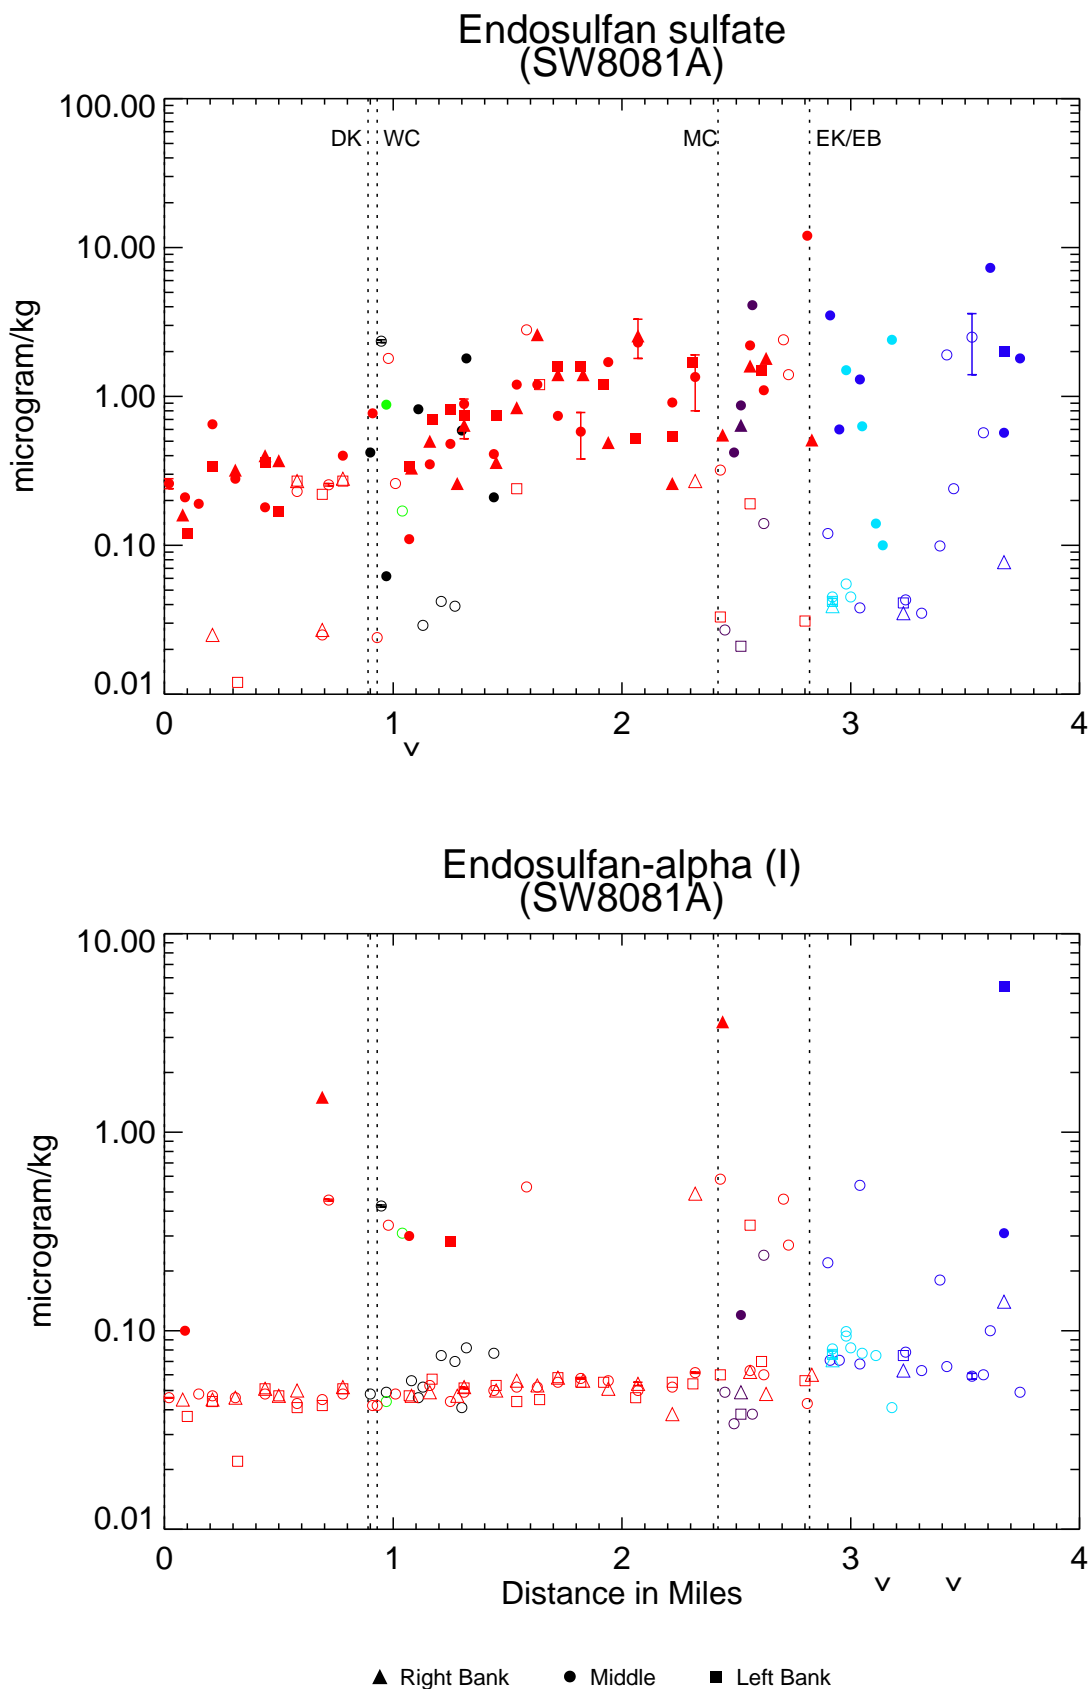 Endosulfan sulfate
(SW8081A)
100.00
DK WC MC EK/EB
10.00
microgram/kg
1.00
0.10
0.01
0 1 2 3 4
v
Endosulfan-alpha (I)
(SW8081A)
10.00
1.00
microgram/kg
0.10
0.01
0 1 2 3 4
Distance in Miles
v v
Right Bank Middle Left Bank